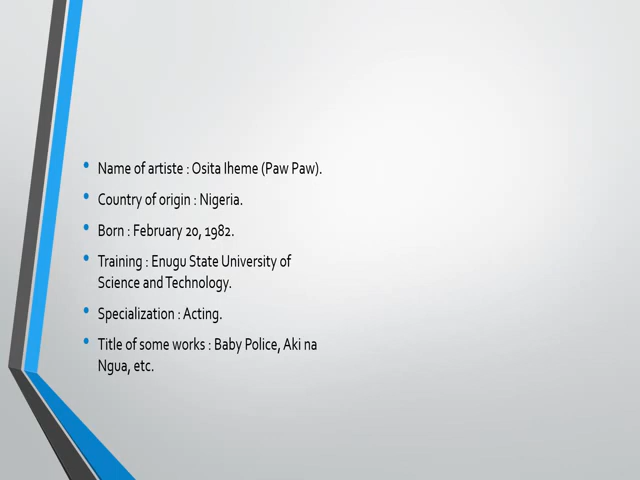 • Name of artiste : Osita Iheme (Paw Paw).
• Country of origin : Nigeria.
• Born : February 20, 1982.
• Training : Enugu State University of
Science and Technology.
• Specialization : Acting.
• Title of some works : Baby Police, Aki na
Ngua, etc.